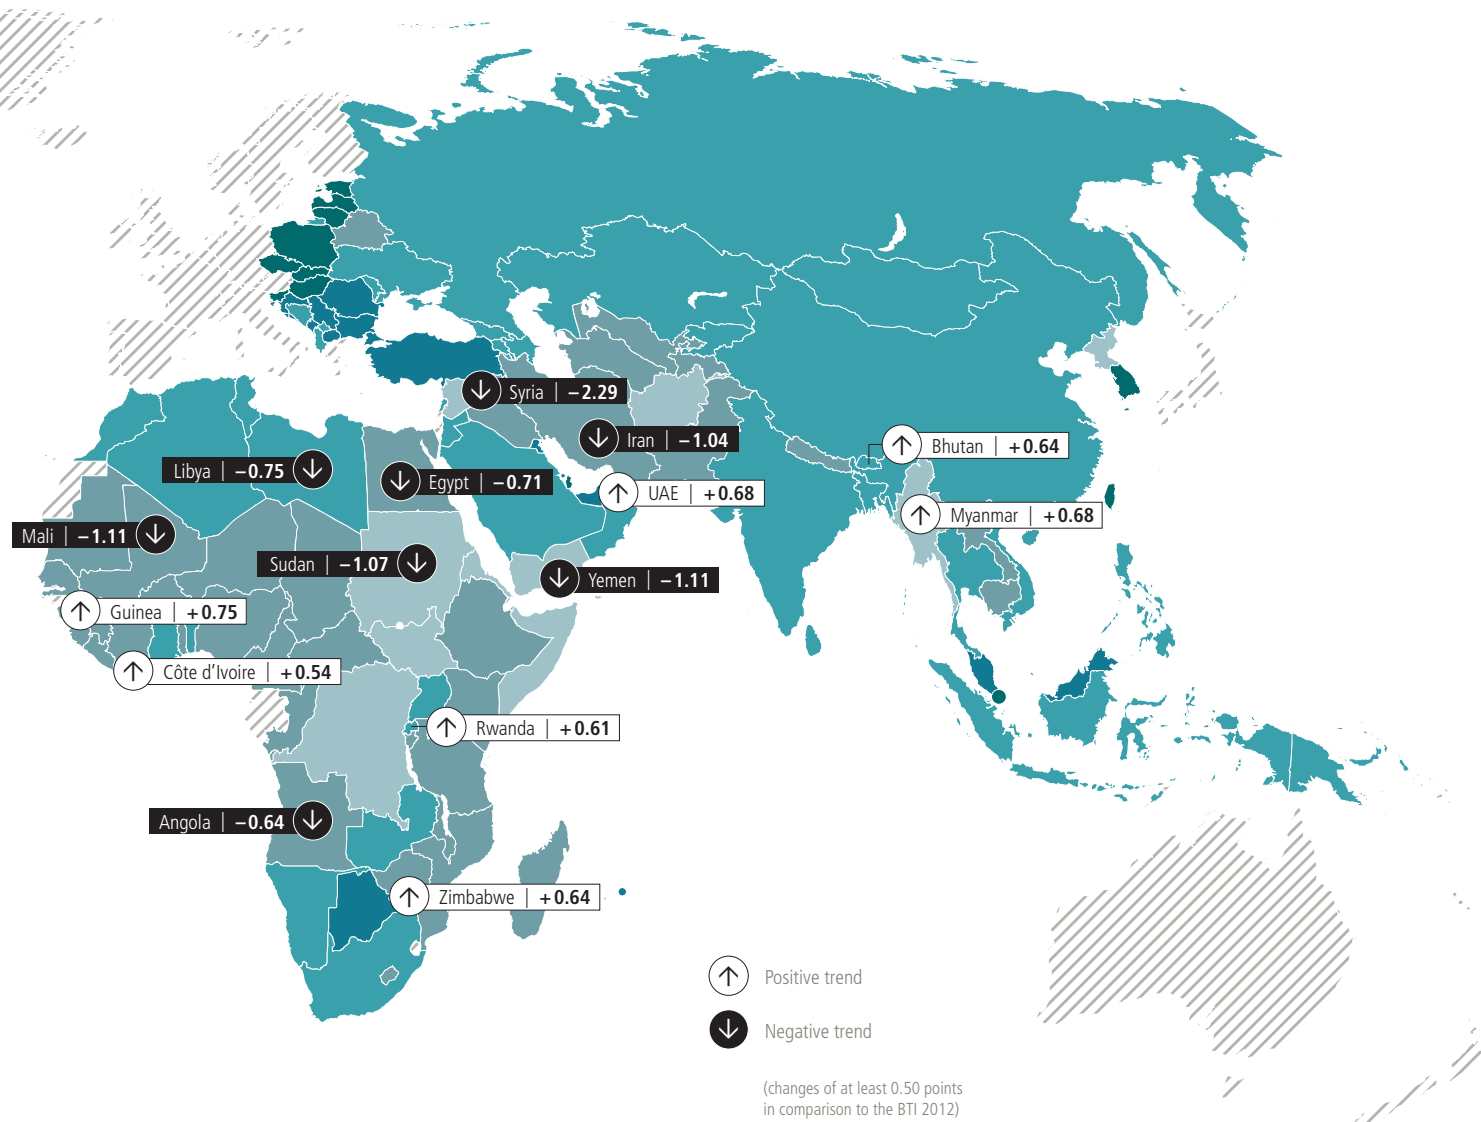 Syria | –2.29
Iran | –1.04
Bhutan | +0.64
Libya | –0.75
Egypt | –0.71
UAE | +0.68
Myanmar | +0.68
Mali | –1.11
Sudan | –1.07
Yemen | –1.11
Guinea | +0.75
Côte d’Ivoire | +0.54
Rwanda | +0.61
Angola | –0.64
Zimbabwe | +0.64
Positive trend
Negative trend
(changes of at least 0.50 points
in comparison to the BTI 2012)